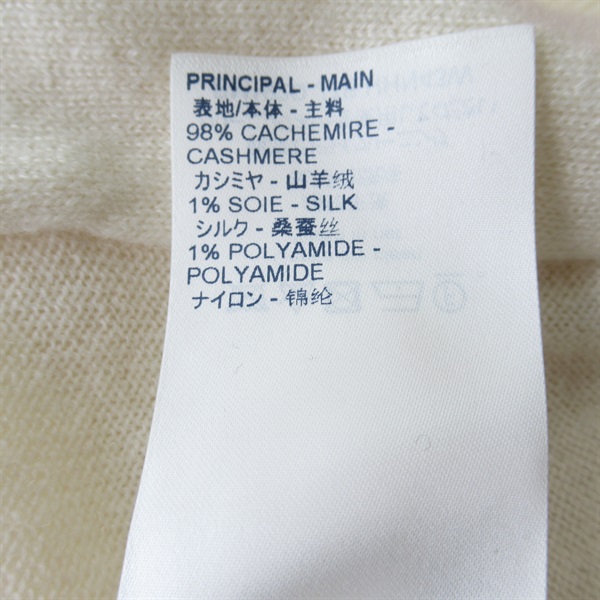 PRINCIPAL - MAIN
表地/本体 - 主料
98% CACHEMIRE -
CASHMERE
カシミヤ - 山羊绒
1% SOIE - SILK
シルク - 桑蚕丝
1% POLYAMIDE -
POLYAMIDE
ナイロン - 锦纶